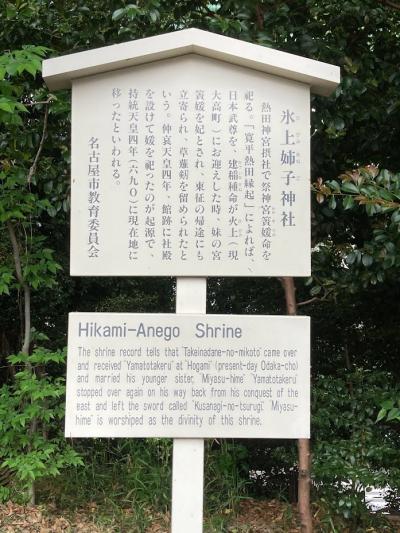 氷上姉子神社
熱田神宮摂社で祭神宮簀媛命を
祀る。「寛平熱田縁起」によれば、
日本武尊を、建稲種命が火上（現
大高町）にお迎えした時、妹の宮
簀媛を妃とされ、東征の帰途にも
立寄られ、草薙剣を留められたと
いう。仲哀天皇四年、館跡に社殿
を設けて媛を祀ったのが起源で、
持統天皇四年（六九〇）に現在地に
移ったといわれる。
名古屋市教育委員会
Hikami-Anego Shrine
The shrine record tells that "Takeinadane-no-mikoto" came over
and received "Yamatotakeru" at "Hogami" (present-day Odaka-cho)
and married his younger sister, "Miyasu-hime" "Yamatotakeru"
stopped over again on his way back from his conquest of the
east and left the sword called "Kusanagi-no-tsurugi." "Miyasu-
hime" is worshiped as the divinity of this shrine.